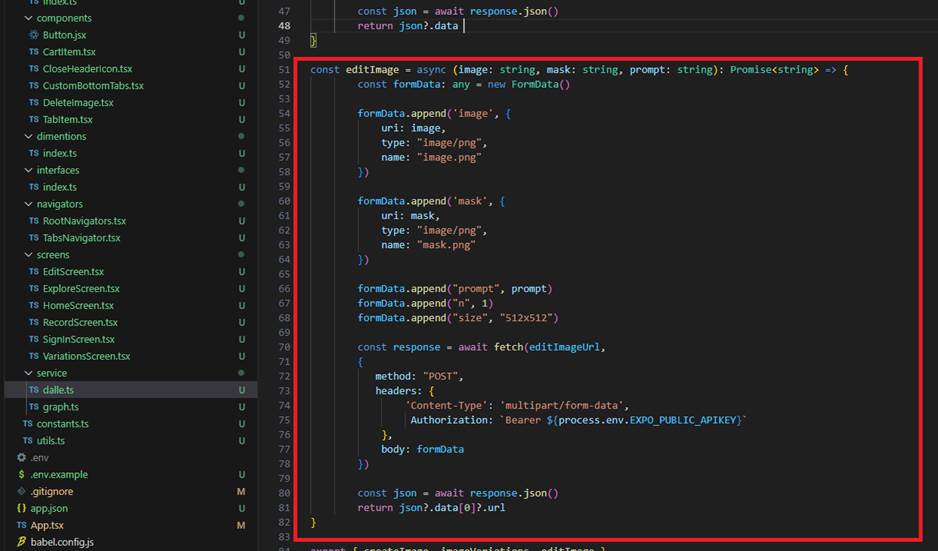 index.ts U
components
Button.jsx U
TS CartItem.tsx U
TS CloseHeaderIcon.tsx U
TS CustomBottomTabs.tsx U
TS DeleteImage.tsx U
TS TabItem.tsx U
dimentions
TS index.ts U
interfaces
TS index.ts U
navigators
TS RootNavigators.tsx U
TS TabsNavigator.tsx U
screens
TS EditScreen.tsx U
TS ExploreScreen.tsx U
TS HomeScreen.tsx U
TS RecordScreen.tsx U
TS SignInScreen.tsx U
TS VariationsScreen.tsx U
service
TS dalle.ts U
TS graph.ts U
TS constants.ts U
TS utils.ts U
.env
$ .env.example U
.gitignore M
{} app.json U
TS App.tsx M
babel.config.js
47 const json = await response.json()
48 return json?.data
49 }
50
51 const editImage = async (image: string, mask: string, prompt: string): Promise<string> => {
52 const formData: any = new FormData()
53
54 formData.append('image', {
55 uri: image,
56 type: "image/png",
57 name: "image.png"
58 })
59
60 formData.append('mask', {
61 uri: mask,
62 type: "image/png",
63 name: "mask.png"
64 })
65
66 formData.append("prompt", prompt)
67 formData.append("n", 1)
68 formData.append("size", "512x512")
69
70 const response = await fetch(editImageUrl,
71 {
72 method: "POST",
73 headers: {
74 'Content-Type': 'multipart/form-data',
75 Authorization: `Bearer ${process.env.EXPO_PUBLIC_APIKEY}`
76 },
77 body: formData
78 })
79
80 const json = await response.json()
81 return json?.data[0]?.url
82 }
83
84 export { createImage, imageVariations, editImage }